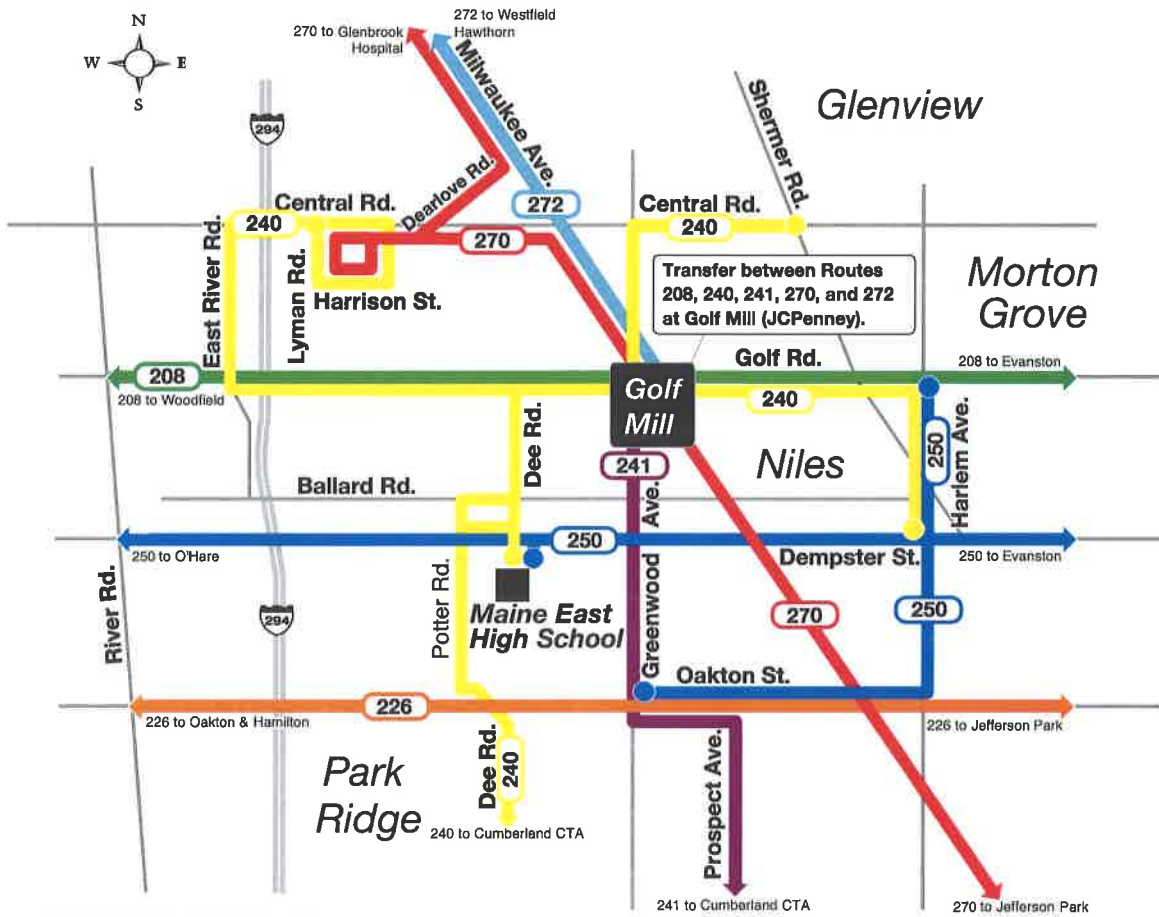 N
W E
S
270 to Glenbrook
Hospital
272 to Westfield
Hawthorn
Milwaukee Ave.
Shermer Rd.
Glenview
294
Dearlove Rd.
Central Rd.
272
Central Rd.
240
240
East River Rd.
270
Lyman Rd.
Harrison St.
Transfer between Routes
208, 240, 241, 270, and 272
at Golf Mill (JCPenney).
Morton
Grove
Golf Rd.
208 to Evanston
208
208 to Woodfield
Golf
Mill
240
250
Harlem Ave.
Dee Rd.
241
Niles
Ballard Rd.
250
250 to O'Hare
Dempster St.
250 to Evanston
River Rd.
294
Potter Rd.
Maine East
High School
Greenwood Ave.
270
250
Oakton St.
226
226 to Oakton & Hamilton
226 to Jefferson Park
Park
Ridge
Dee Rd.
240
240 to Cumberland CTA
Prospect Ave.
241 to Cumberland CTA
270 to Jefferson Park